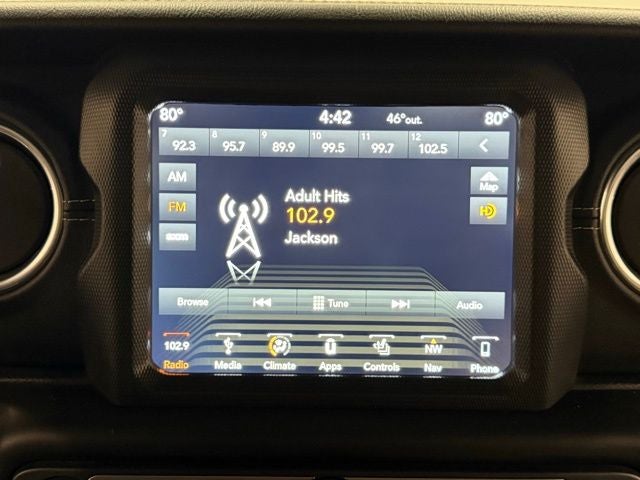 80° 4:42 46°out. 80°
7 92.3 8 95.7 9 89.9 10 99.5 11 99.7 12 102.5
AM Map
FM HD
Adult Hits
102.9
Jackson
Browse Tune Audio
102.9 NW
Radio Media Climate Apps Controls Nav Phone